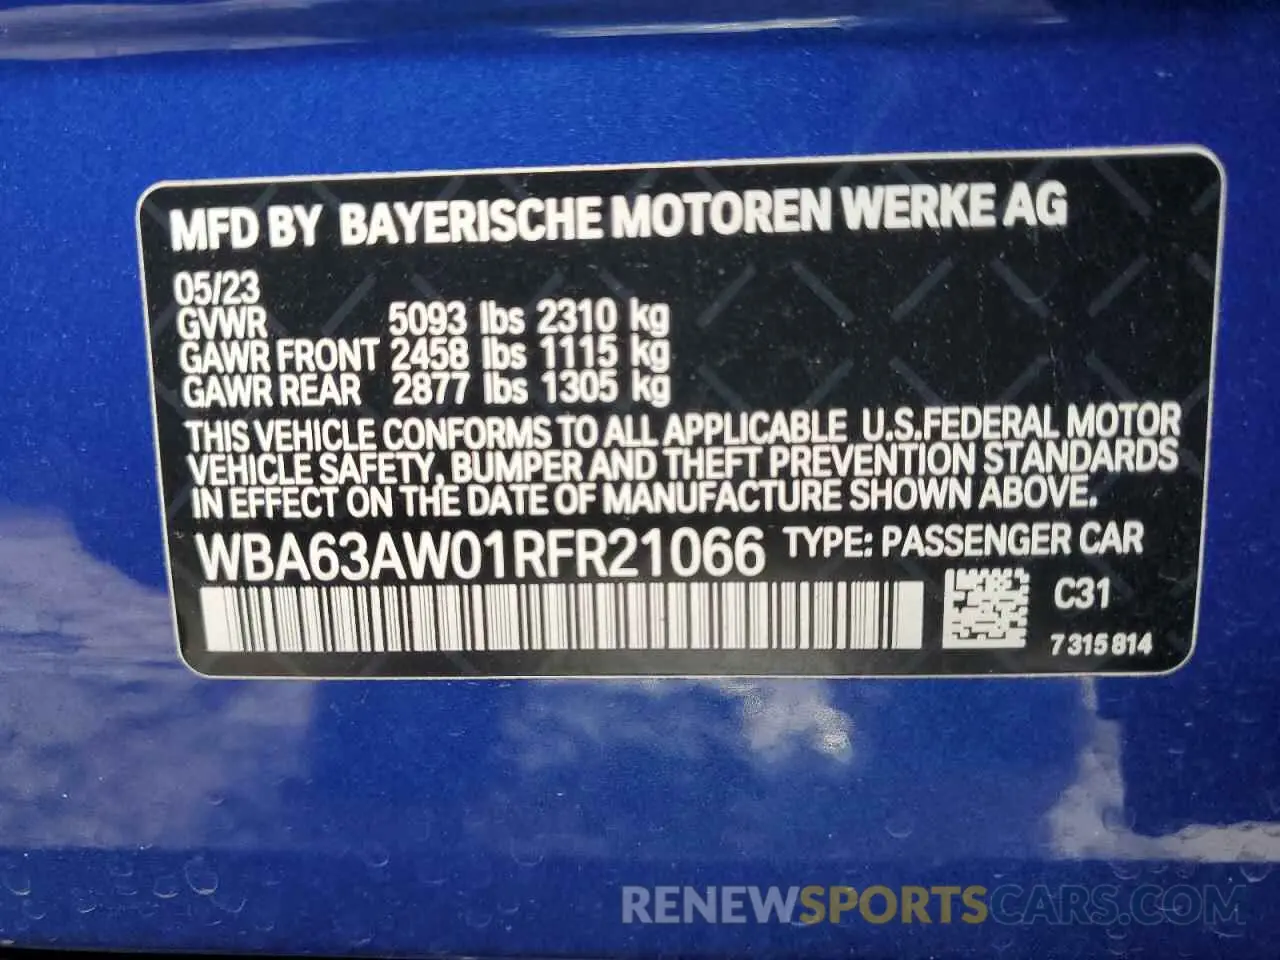 MFD BY BAYERISCHE MOTOREN WERKE AG
05/23
GVWR 5093 lbs 2310 kg
GAWR FRONT 2458 lbs 1115 kg
GAWR REAR 2877 lbs 1305 kg
THIS VEHICLE CONFORMS TO ALL APPLICABLE U.S.FEDERAL MOTOR
VEHICLE SAFETY, BUMPER AND THEFT PREVENTION STANDARDS
IN EFFECT ON THE DATE OF MANUFACTURE SHOWN ABOVE.
WBA63AW01RFR21066 TYPE: PASSENGER CAR
C31
7 315 814
RENEWSPORTSCARS.COM